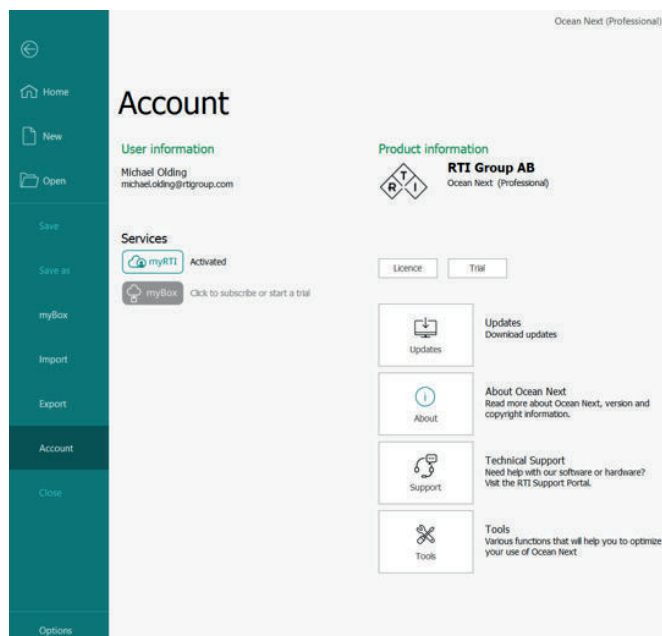 Ocean Next (Professional)
Home
New
Open
Save
Save as
myBox
Import
Export
Account
Close
Options
Account
User information
Michael Olding
michael.olding@rtigroup.com
Services
myRTI Activated
myBox Click to subscribe or start a trial
Product information
R T I
RTI Group AB
Ocean Next (Professional)
Licence Trial
Updates
Updates
Download updates
About
About Ocean Next
Read more about Ocean Next, version and
copyright information.
Support
Technical Support
Need help with our software or hardware?
Visit the RTI Support Portal.
Tools
Tools
Various functions that will help you to optimize
your use of Ocean Next